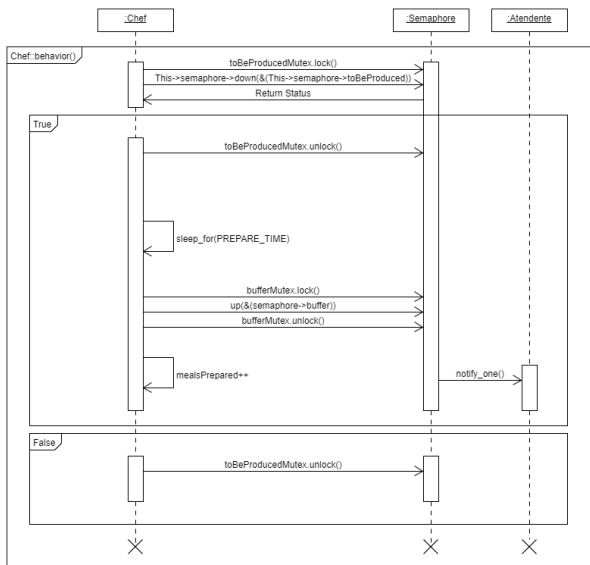 :Chef
:Semaphore
:Atendente
Chef::behavior()
toBeProducedMutex.lock()
This->semaphore->down(&(This->semaphore->toBeProduced))
Return Status
True
toBeProducedMutex.unlock()
sleep_for(PREPARE_TIME)
bufferMutex.lock()
up(&(semaphore->buffer))
bufferMutex.unlock()
mealsPrepared++
notify_one()
False
toBeProducedMutex.unlock()